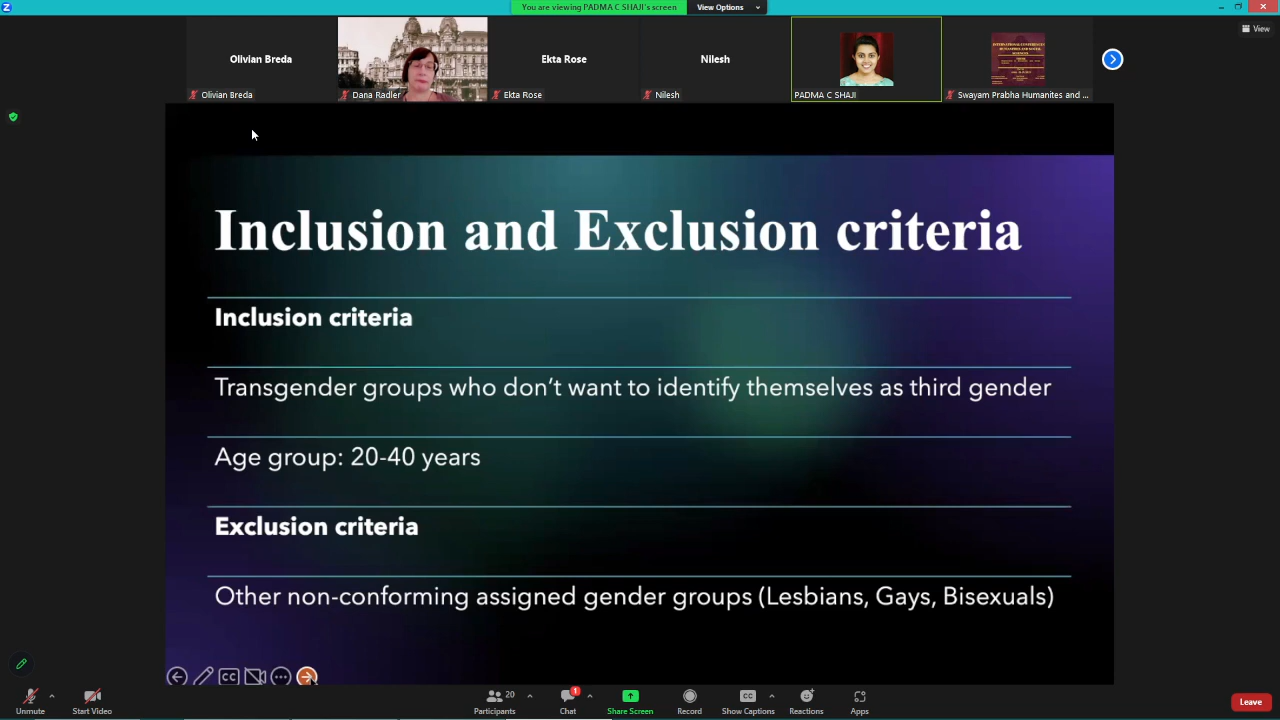 You are viewing PADMA C SHAJI's screen
View Options
View
Olivian Breda
Ekta Rose
Nilesh
Olivian Breda
Dana Radler
Ekta Rose
Nilesh
PADMA C SHAJI
Swayam Prabha Humanites and ...
Inclusion and Exclusion criteria
Inclusion criteria
Transgender groups who don't want to identify themselves as third gender
Age group: 20-40 years
Exclusion criteria
Other non-conforming assigned gender groups (Lesbians, Gays, Bisexuals)
CC
Unmute
Start Video
20
Participants
1
Chat
Share Screen
Record
CC
Show Captions
Reactions
Apps
Leave